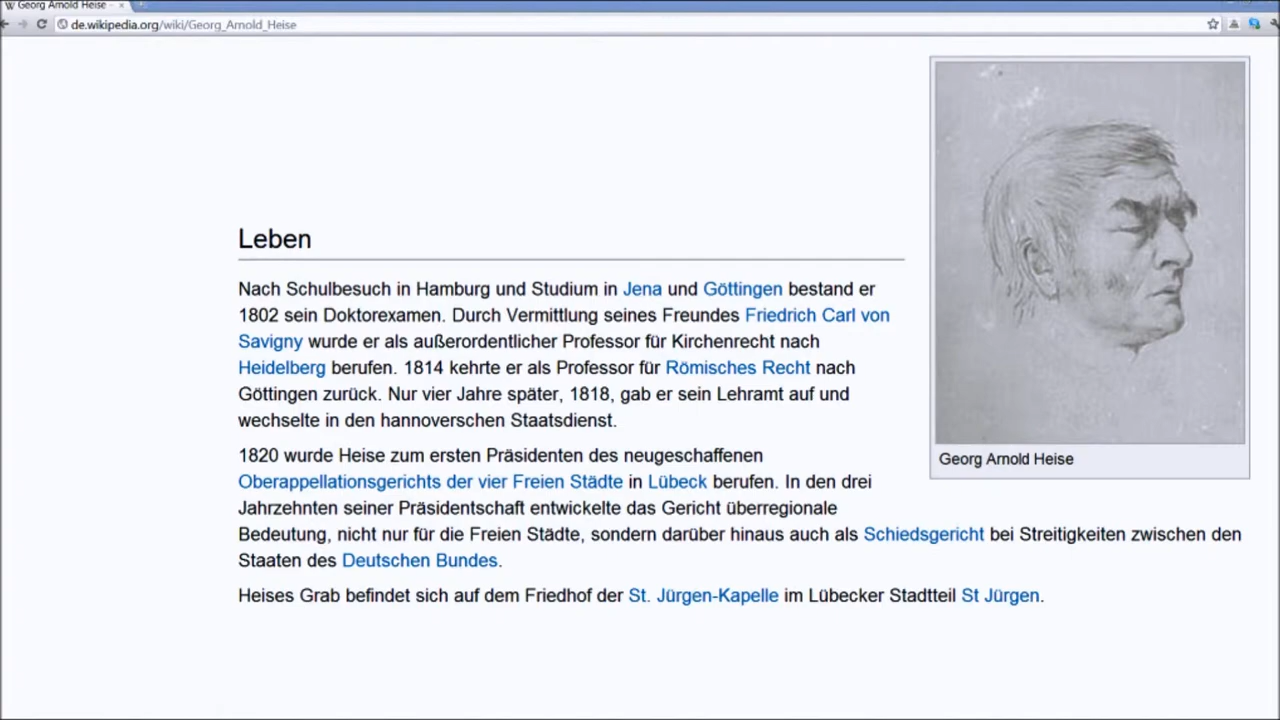 Georg Arnold Heise
de.wikipedia.org/wiki/Georg_Arnold_Heise
Leben
Nach Schulbesuch in Hamburg und Studium in Jena und Göttingen bestand er
1802 sein Doktorexamen. Durch Vermittlung seines Freundes Friedrich Carl von
Savigny wurde er als außerordentlicher Professor für Kirchenrecht nach
Heidelberg berufen. 1814 kehrte er als Professor für Römisches Recht nach
Göttingen zurück. Nur vier Jahre später, 1818, gab er sein Lehramt auf und
wechselte in den hannoverschen Staatsdienst.
1820 wurde Heise zum ersten Präsidenten des neugeschaffenen
Oberappellationsgerichts der vier Freien Städte in Lübeck berufen. In den drei
Jahrzehnten seiner Präsidentschaft entwickelte das Gericht überregionale
Bedeutung, nicht nur für die Freien Städte, sondern darüber hinaus auch als Schiedsgericht bei Streitigkeiten zwischen den
Staaten des Deutschen Bundes.
Heises Grab befindet sich auf dem Friedhof der St. Jürgen-Kapelle im Lübecker Stadtteil St Jürgen.
Georg Arnold Heise